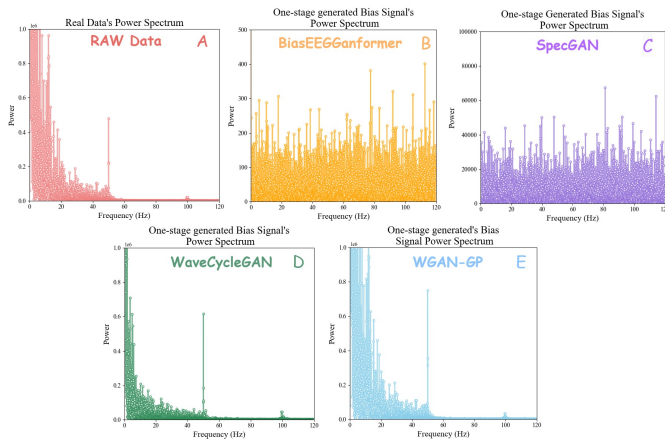 Real Data's Power Spectrum
1e6
RAW Data A
Power
1.0
0.8
0.6
0.4
0.2
0.0
0 20 40 60 80 100 120
Frequency (Hz)
One-stage generated Bias Signal's
Power Spectrum
BiasEEGGanformer B
Power
500
400
300
200
100
0
0 20 40 60 80 100 120
Frequency (Hz)
One-stage Generated Bias Signal's
Power Spectrum
SpecGAN C
Power
100000
80000
60000
40000
20000
0
0 20 40 60 80 100 120
Frequency (Hz)
One-stage generated Bias Signal's
Power Spectrum
1e6
WaveCycleGAN D
Power
1.0
0.8
0.6
0.4
0.2
0.0
0 20 40 60 80 100 120
Frequency (Hz)
One-stage generated's Bias
Signal Power Spectrum
1e6
WGAN-GP E
Power
1.0
0.8
0.6
0.4
0.2
0.0
0 20 40 60 80 100 120
Frequency (Hz)